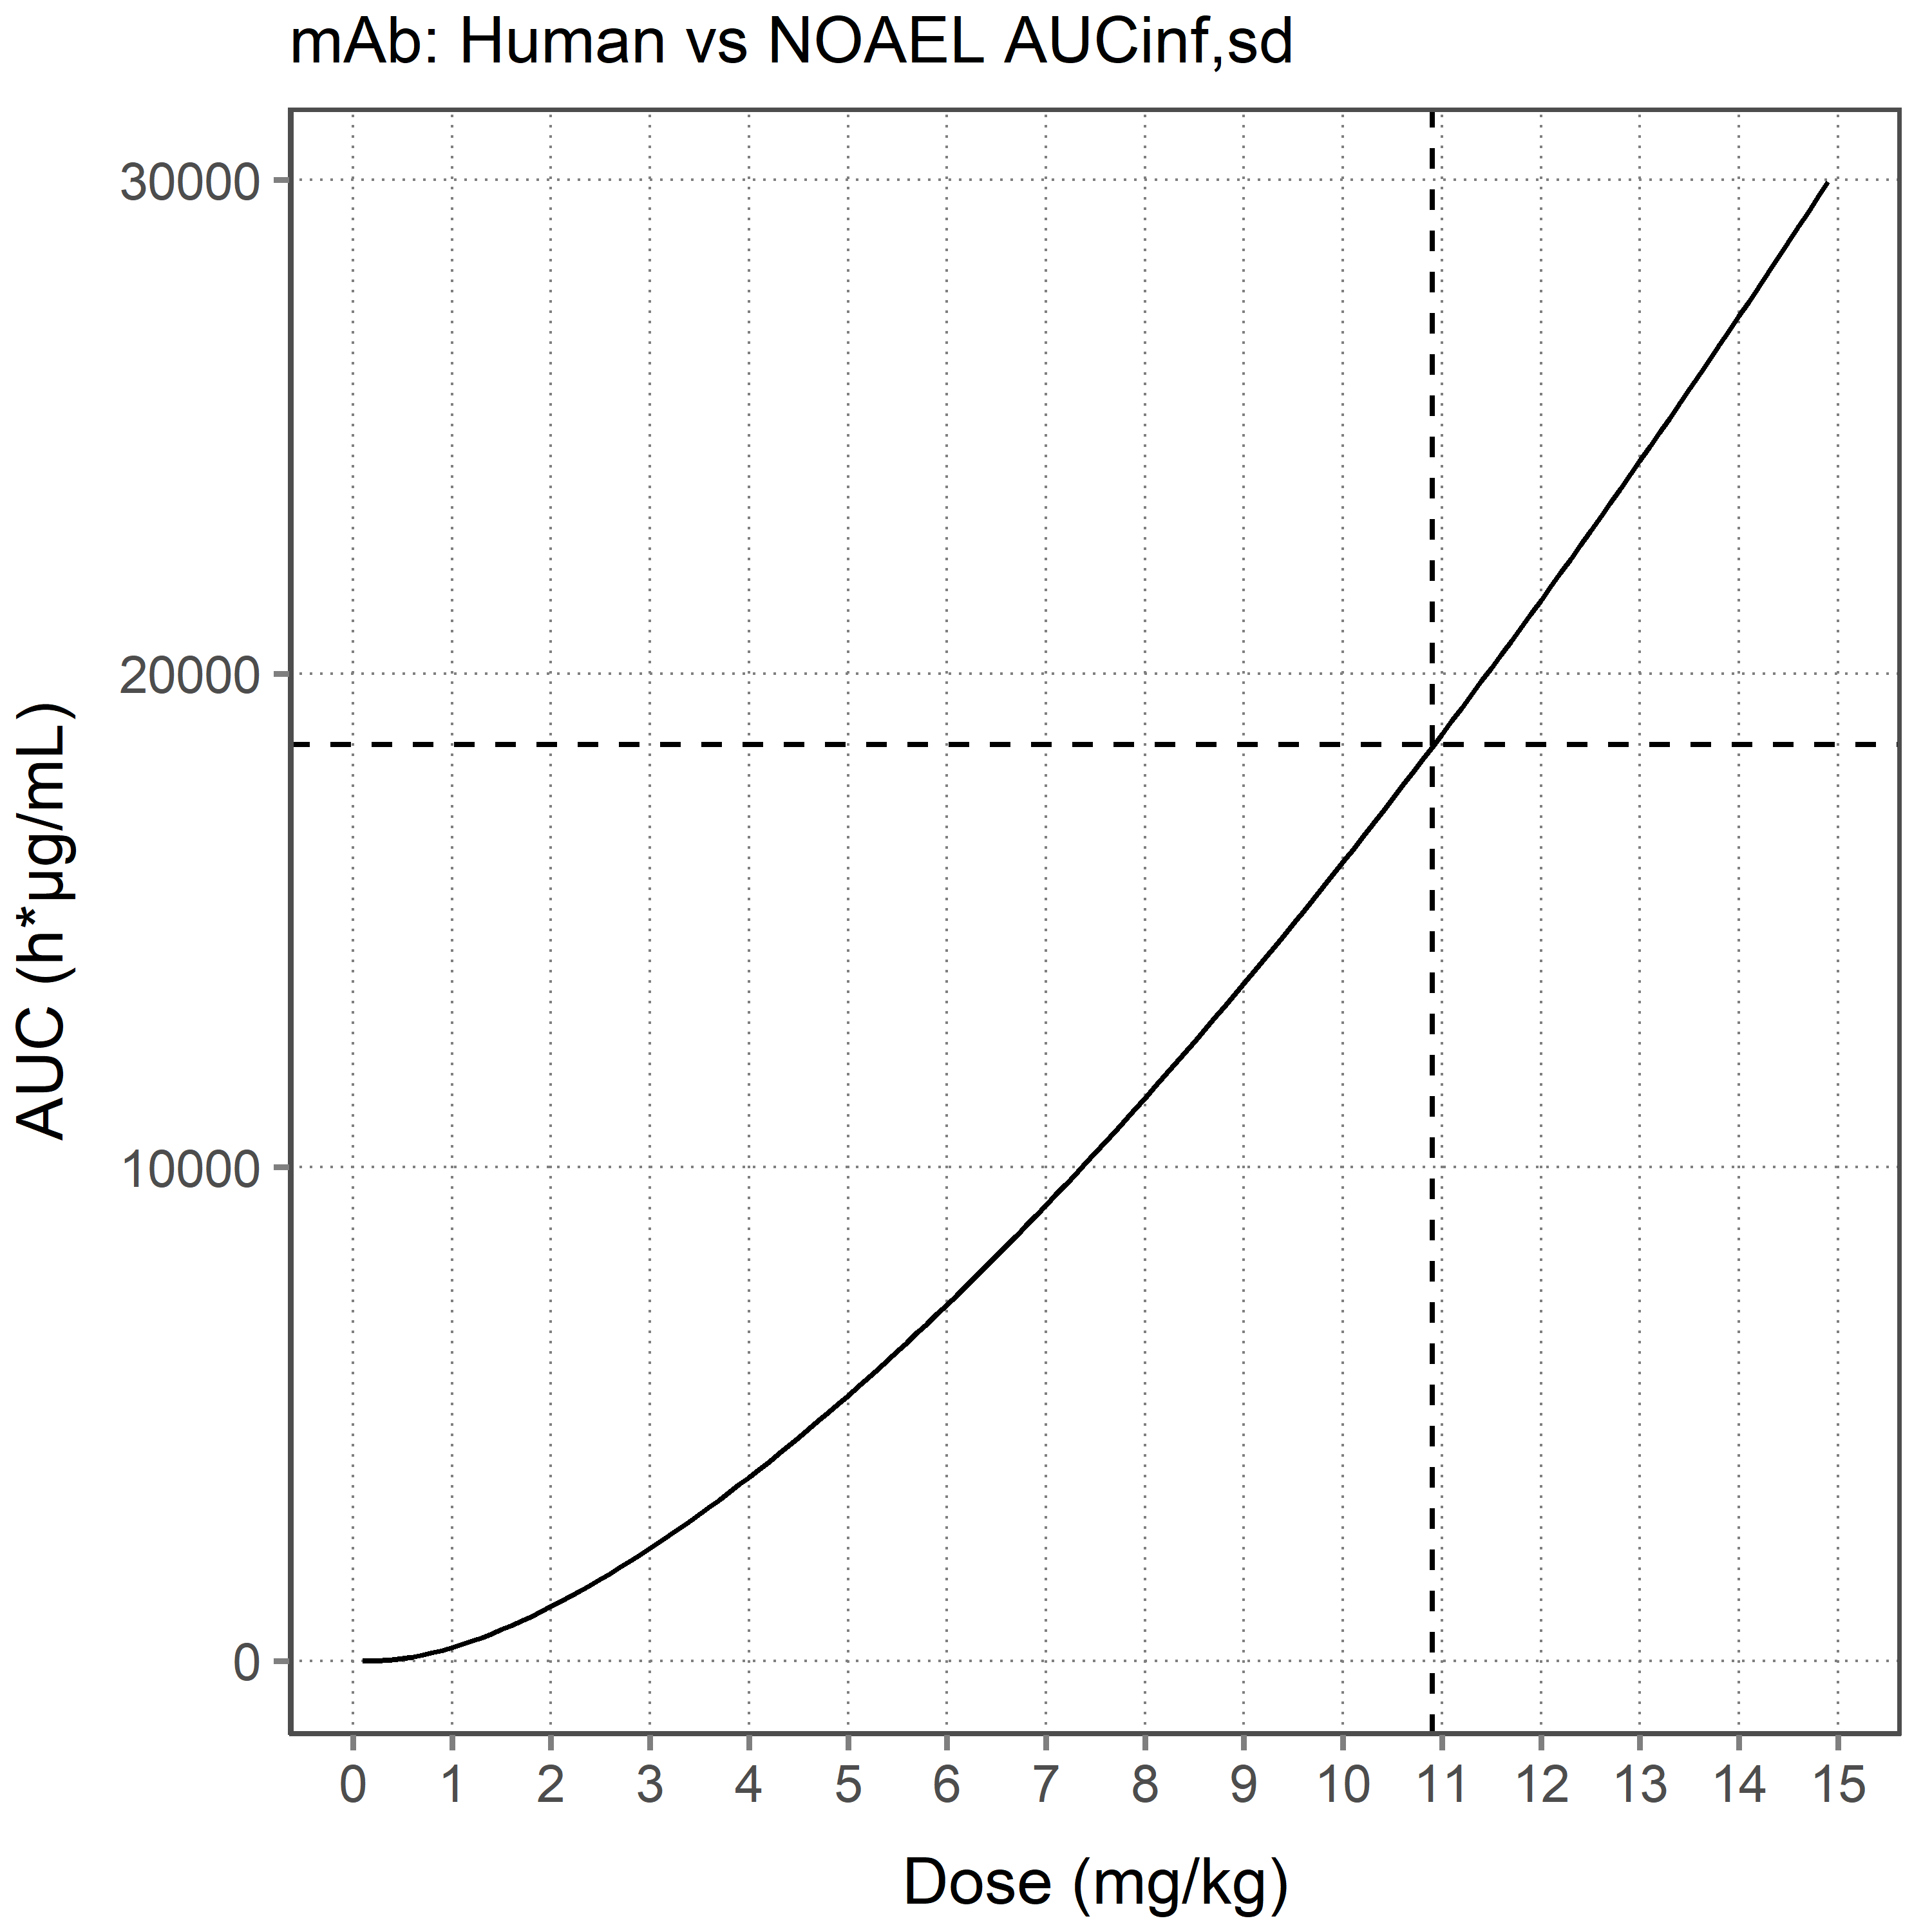 mAb: Human vs NOAEL AUCinf,sd
30000
20000
10000
0
AUC (h*µg/mL)
0 1 2 3 4 5 6 7 8 9 10 11 12 13 14 15
Dose (mg/kg)